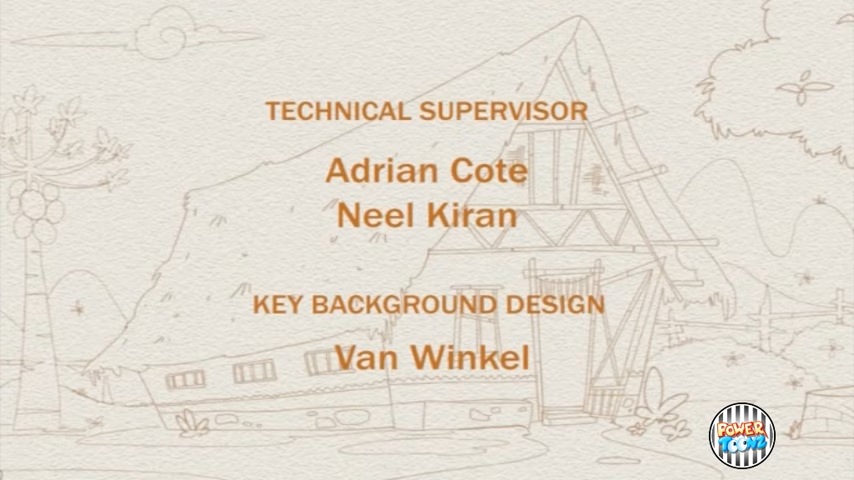 TECHNICAL SUPERVISOR
Adrian Cote
Neel Kiran
KEY BACKGROUND DESIGN
Van Winkel
POWER
TOONZ